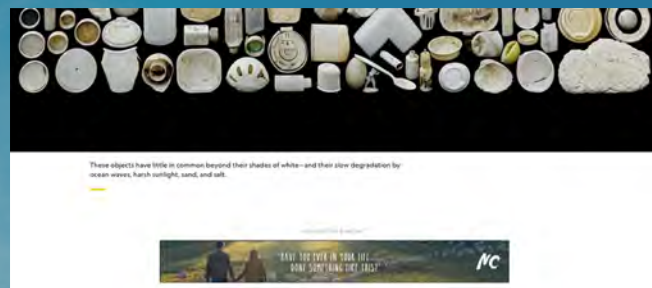 These objects have little in common beyond their shades of white—and their slow degradation by
ocean waves, harsh sunlight, sand, and salt.
"HAVE YOU EVER IN YOUR LIFE
DONE SOMETHING LIKE THIS?"
NC